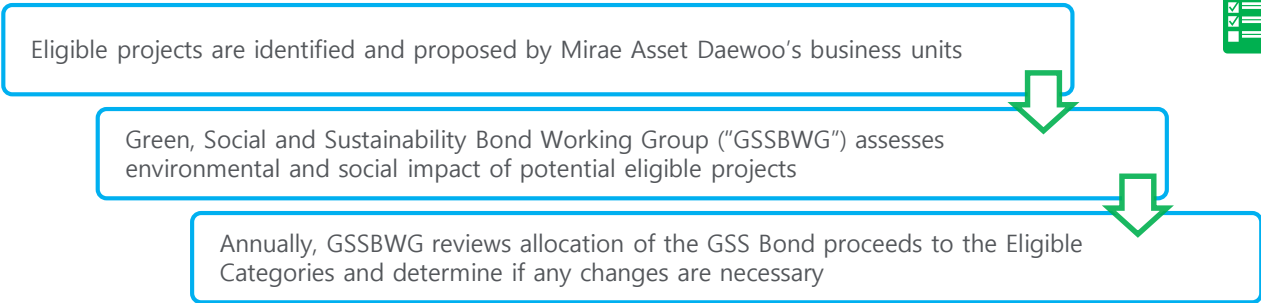 Eligible projects are identified and proposed by Mirae Asset Daewoo’s business units
Green, Social and Sustainability Bond Working Group (“GSSBWG”) assesses
environmental and social impact of potential eligible projects
Annually, GSSBWG reviews allocation of the GSS Bond proceeds to the Eligible
Categories and determine if any changes are necessary